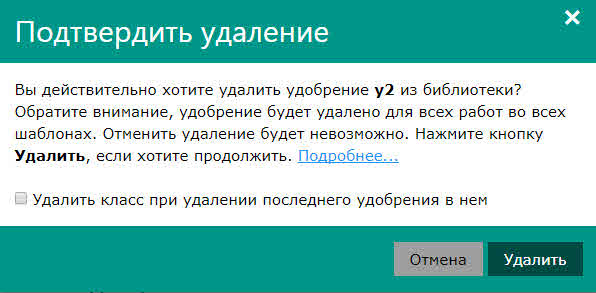 Подтвердить удаление
Вы действительно хотите удалить удобрение у2 из библиотеки?
Обратите внимание, удобрение будет удалено для всех работ во всех
шаблонах. Отменить удаление будет невозможно. Нажмите кнопку
Удалить, если хотите продолжить. Подробнее...
Удалить класс при удалении последнего удобрения в нем
Отмена
Удалить